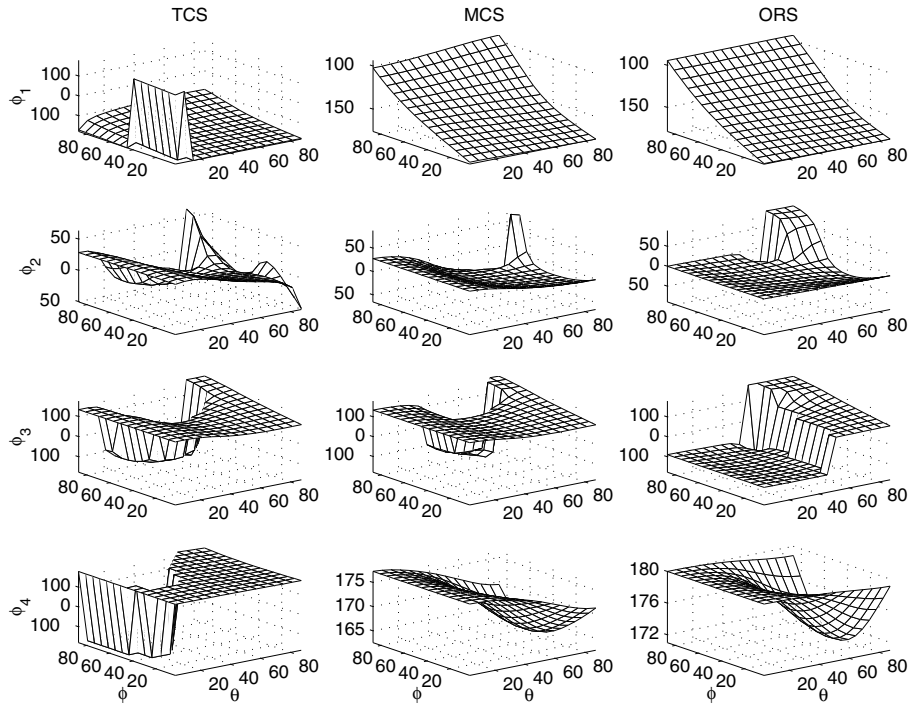 TCS MCS ORS
100 0 100 ϕ1 80 60 40 20 20 40 60 80
100 150 80 60 40 20 20 40 60 80
100 150 80 60 40 20 20 40 60 80
50 0 50 ϕ2 80 60 40 20 20 40 60 80
50 0 50 80 60 40 20 20 40 60 80
50 0 50 80 60 40 20 20 40 60 80
100 0 100 ϕ3 80 60 40 20 20 40 60 80
100 0 100 80 60 40 20 20 40 60 80
100 0 100 80 60 40 20 20 40 60 80
100 0 100 ϕ4 80 60 40 20 ϕ 20 40 60 80 θ
175 170 165 80 60 40 20 ϕ 20 40 60 80 θ
180 176 172 80 60 40 20 ϕ 20 40 60 80 θ